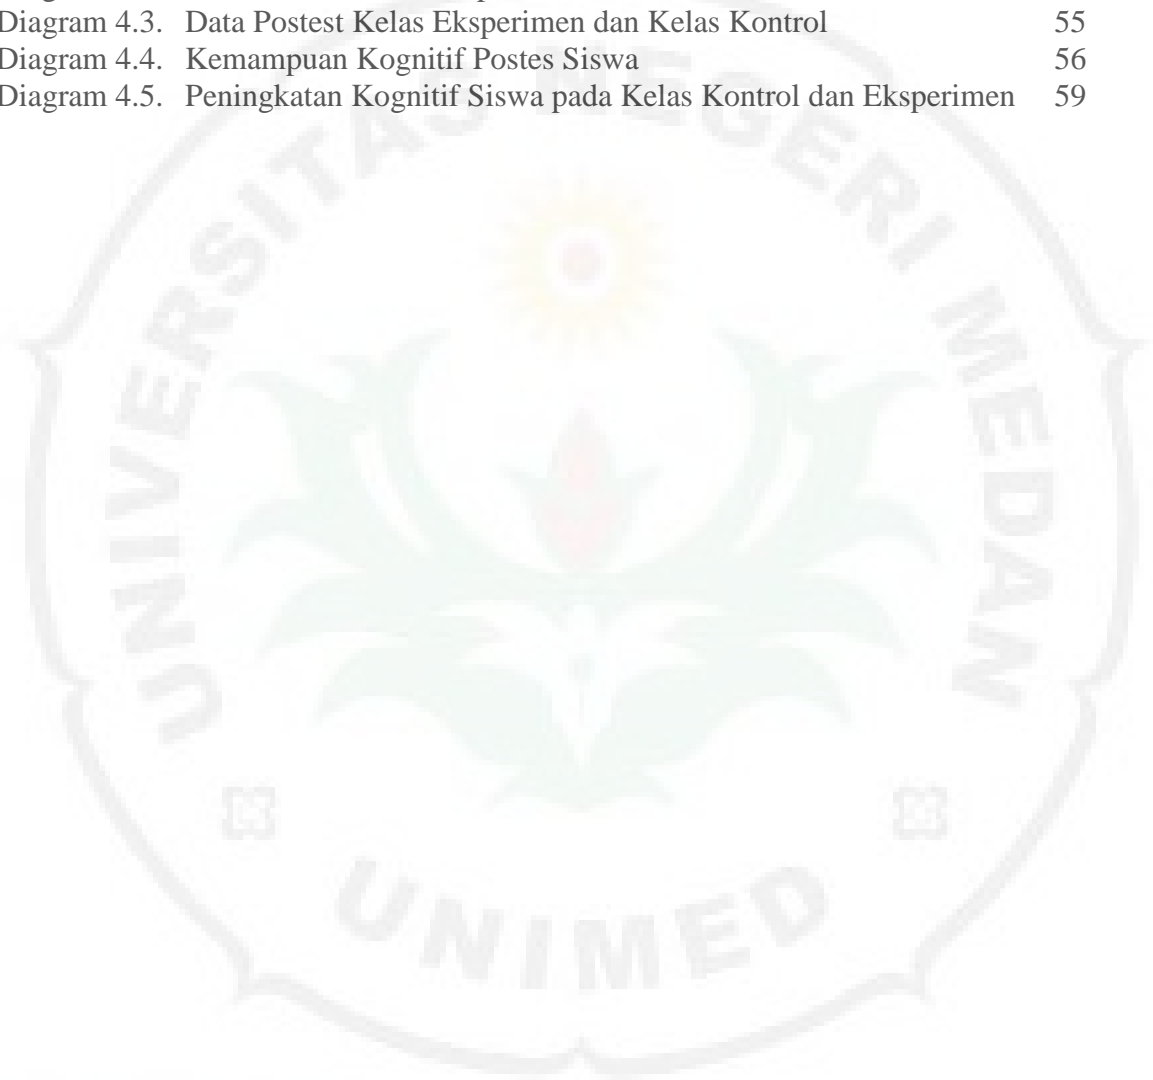 Diagram 4.3. Data Postest Kelas Eksperimen dan Kelas Kontrol 55
Diagram 4.4. Kemampuan Kognitif Postes Siswa 56
Diagram 4.5. Peningkatan Kognitif Siswa pada Kelas Kontrol dan Eksperimen 59
UNIVERSITAS NEGERI MEDAN
UNIMED